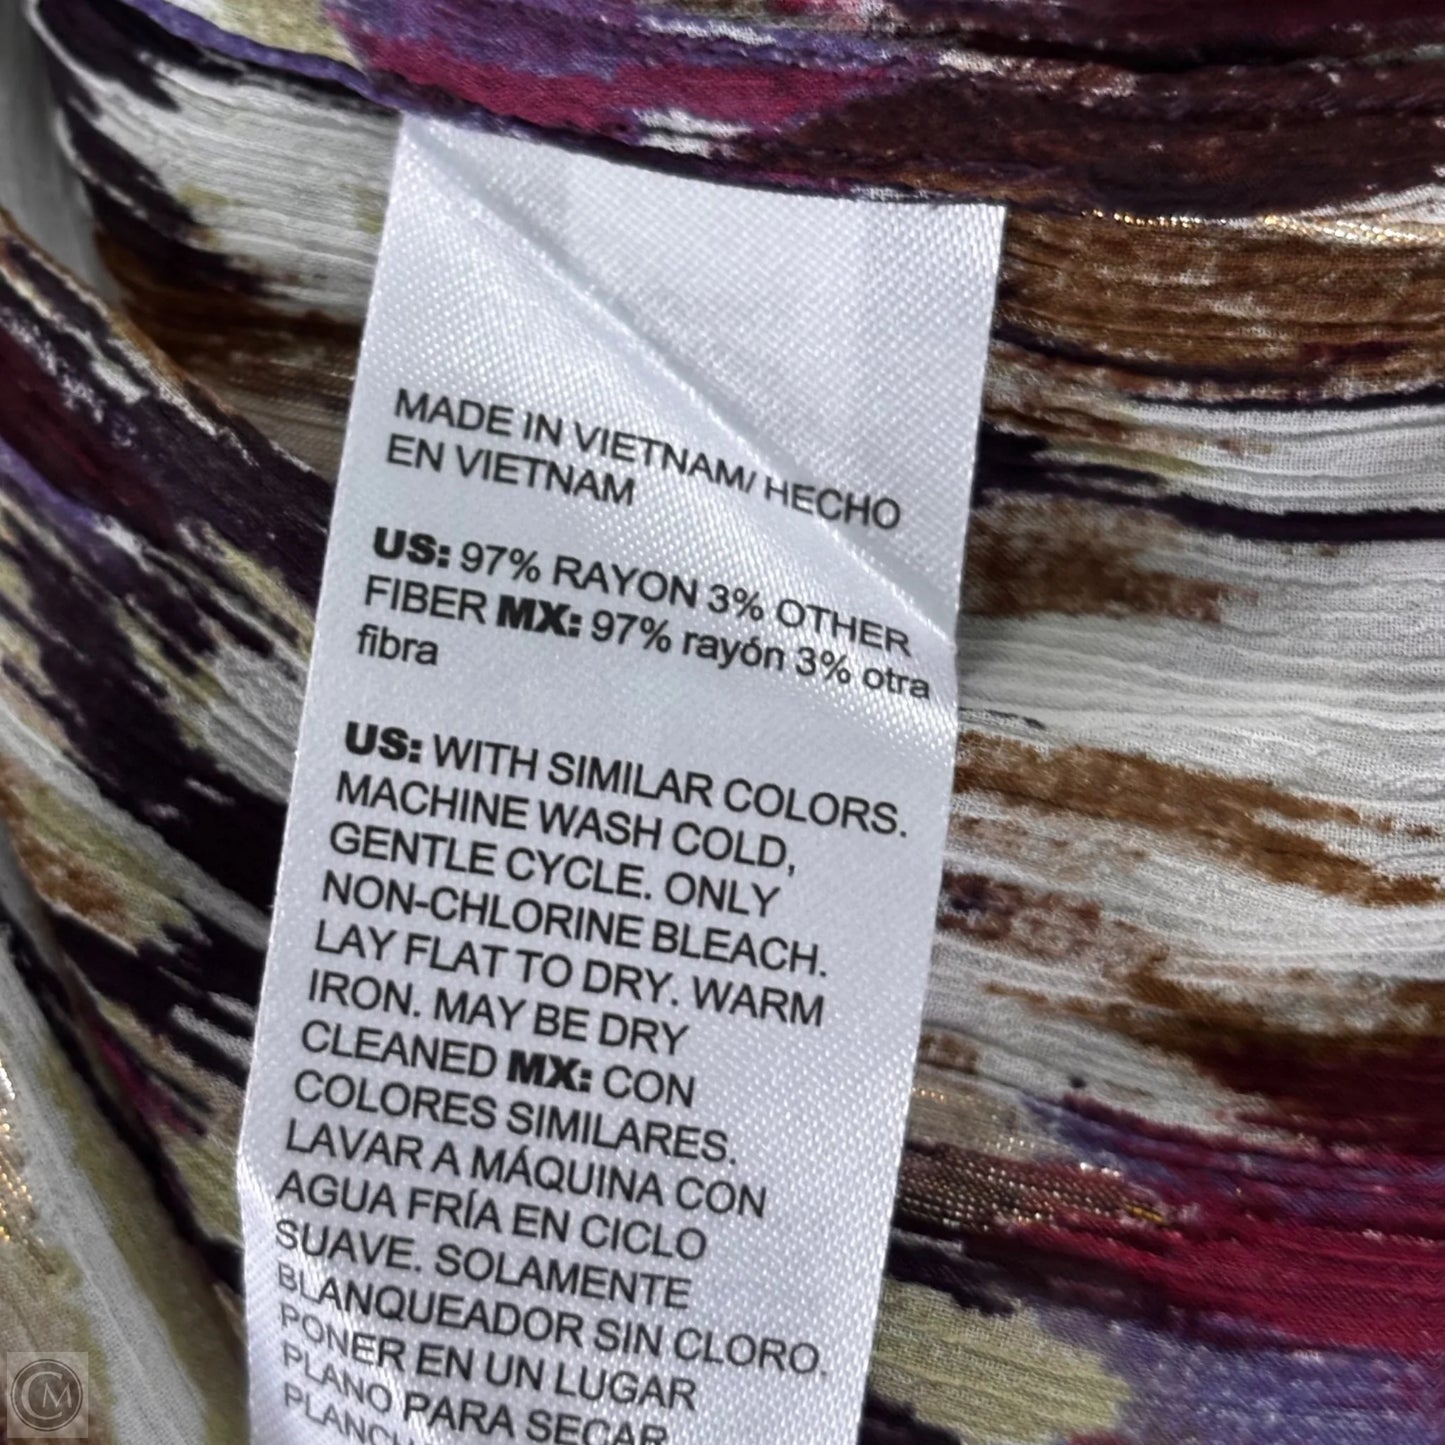 MADE IN VIETNAM/ HECHO
EN VIETNAM
US: 97% RAYON 3% OTHER
FIBER MX: 97% rayón 3% otra
fibra
US: WITH SIMILAR COLORS.
MACHINE WASH COLD,
GENTLE CYCLE. ONLY
NON-CHLORINE BLEACH.
LAY FLAT TO DRY. WARM
IRON. MAY BE DRY
CLEANED MX: CON
COLORES SIMILARES.
LAVAR A MÁQUINA CON
AGUA FRÍA EN CICLO
SUAVE. SOLAMENTE
BLANQUEADOR SIN CLORO.
PONER EN UN LUGAR
PLANO PARA SECAR